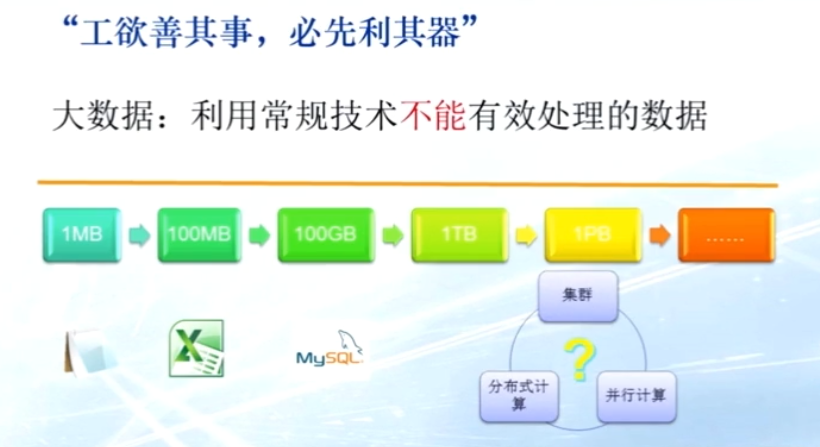 “工欲善其事，必先利其器”
大数据：利用常规技术不能有效处理的数据
1MB
100MB
100GB
1TB
1PB
……
集群
MySQL
?
分布式计
算
并行计算